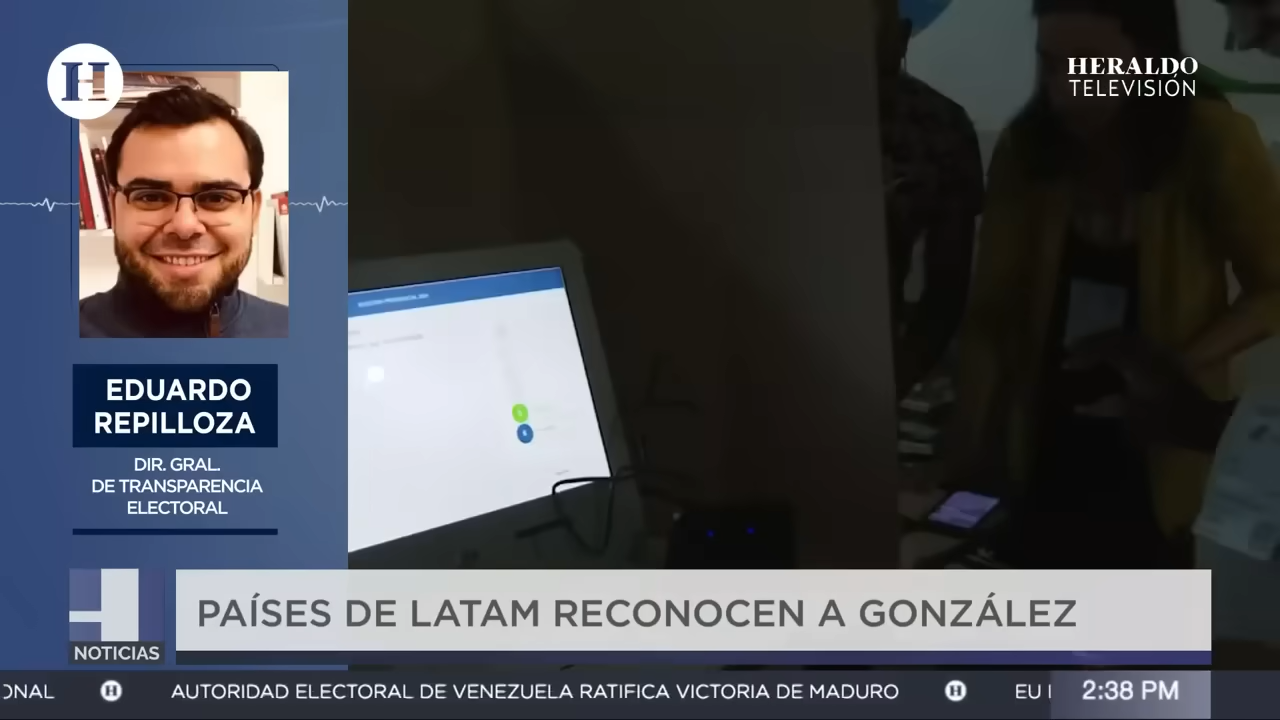 H
HERALDO
TELEVISIÓN
EDUARDO
REPILLOZA
DIR. GRAL.
DE TRANSPARENCIA
ELECTORAL
PAÍSES DE LATAM RECONOCEN A GONZÁLEZ
NOTICIAS
ONAL H AUTORIDAD ELECTORAL DE VENEZUELA RATIFICA VICTORIA DE MADURO H EU
2:38 PM